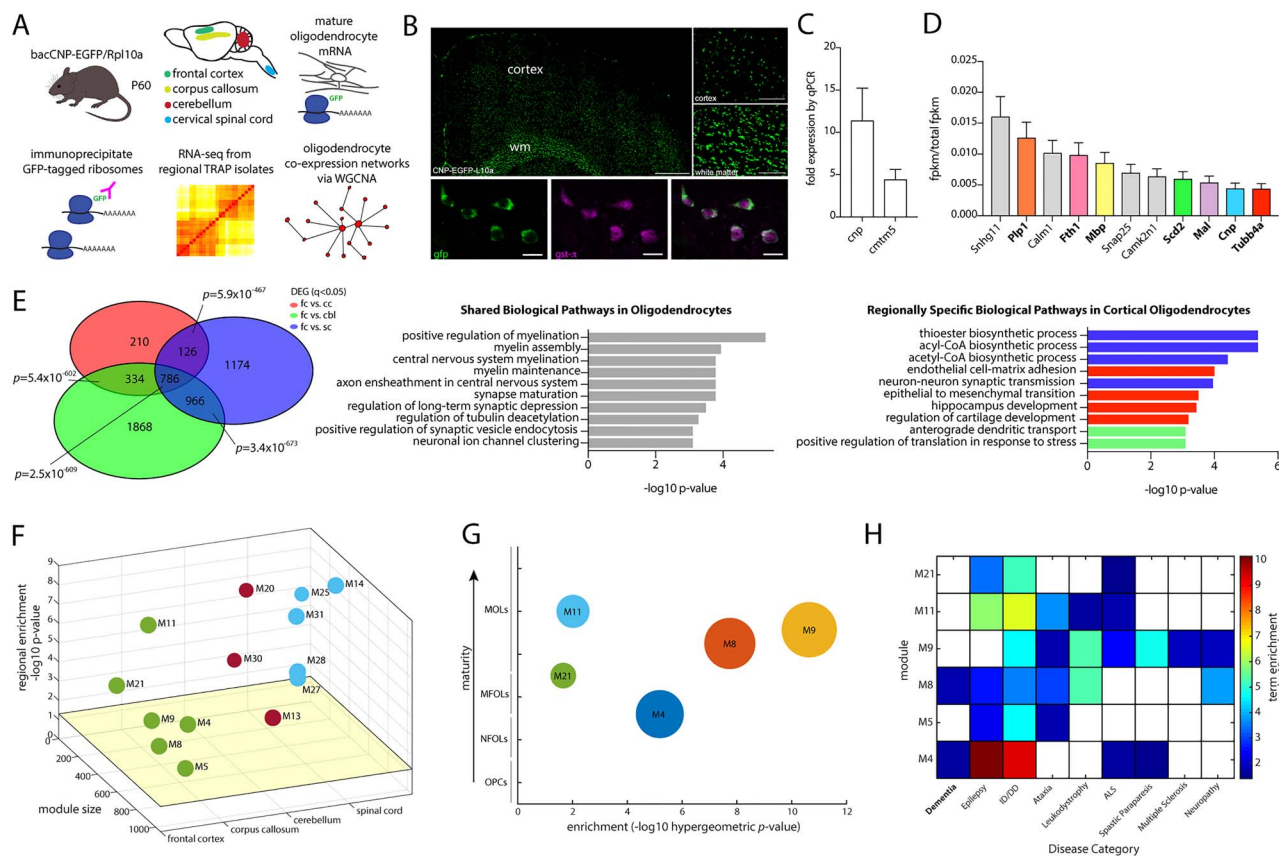 A
bacCNP-EGFP/Rpl10a
P60
frontal cortex
corpus callosum
cerebellum
cervical spinal cord
mature
oligodendrocyte
mRNA
GFP
AAAAAAA
immunoprecipitate
GFP-tagged ribosomes
GFP
AAAAAAA
AAAAAAA
RNA-seq from
regional TRAP isolates
oligodendrocyte
co-expression networks
via WGCNA
B
cortex
wm
CNP-EGFP-L10a
cortex
white matter
gfp
gst-π
C
fold expression by qPCR
20
15
10
5
0
cnp
cmtm5
D
fpkm/total fpkm
0.025
0.020
0.015
0.010
0.005
0.000
Snhg11
Plp1
Calm1
Fth1
Mbp
Snap25
Camk2n1
Scd2
Mal
Cnp
Tubb4a
E
p=5.9x10-467
DEG (q<0.05)
fc vs. cc
fc vs. cbl
fc vs. sc
210
126
1174
p=5.4x10-602
334
786
966
1868
p=3.4x10-673
p=2.5x10-609
Shared Biological Pathways in Oligodendrocytes
positive regulation of myelination
myelin assembly
central nervous system myelination
myelin maintenance
axon ensheathment in central nervous system
synapse maturation
regulation of long-term synaptic depression
regulation of tubulin deacetylation
positive regulation of synaptic vesicle endocytosis
neuronal ion channel clustering
0 2 4 6
-log10 p-value
Regionally Specific Biological Pathways in Cortical Oligodendrocytes
thioester biosynthetic process
acyl-CoA biosynthetic process
acetyl-CoA biosynthetic process
endothelial cell-matrix adhesion
neuron-neuron synaptic transmission
epithelial to mesenchymal transition
hippocampus development
regulation of cartilage development
anterograde dendritic transport
positive regulation of translation in response to stress
0 2 4 6
-log10 p-value
F
regional enrichment
-log10 p-value
9
8
7
6
5
4
3
2
1
0
0
200
400
600
800
1000
module size
frontal cortex
corpus callosum
cerebellum
spinal cord
M20
M25
M14
M31
M11
M30
M28
M27
M21
M9
M4
M13
M8
M5
G
maturity
MOLs
MFOLs
NFOLs
OPCs
M11
M21
M4
M8
M9
0 2 4 6 8 10 12
enrichment (-log10 hypergeometric p-value)
H
module
M21
M11
M9
M8
M5
M4
Dementia
Epilepsy
ID/DD
Ataxia
Leukodystrophy
ALS
Spastic Paraparesis
Multiple Sclerosis
Neuropathy
Disease Category
10
9
8
7
6
5
4
3
2
term enrichment